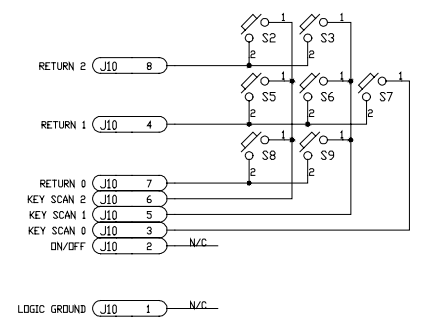 1 1
S2 S3
2 2
RETURN 2 J10 8
1 1 1
S5 S6 S7
2 2 2
RETURN 1 J10 4
1 1
S8 S9
2 2
RETURN 0 J10 7
KEY SCAN 2 J10 6
KEY SCAN 1 J10 5
KEY SCAN 0 J10 3
ON/OFF J10 2 N/C
LOGIC GROUND J10 1 N/C